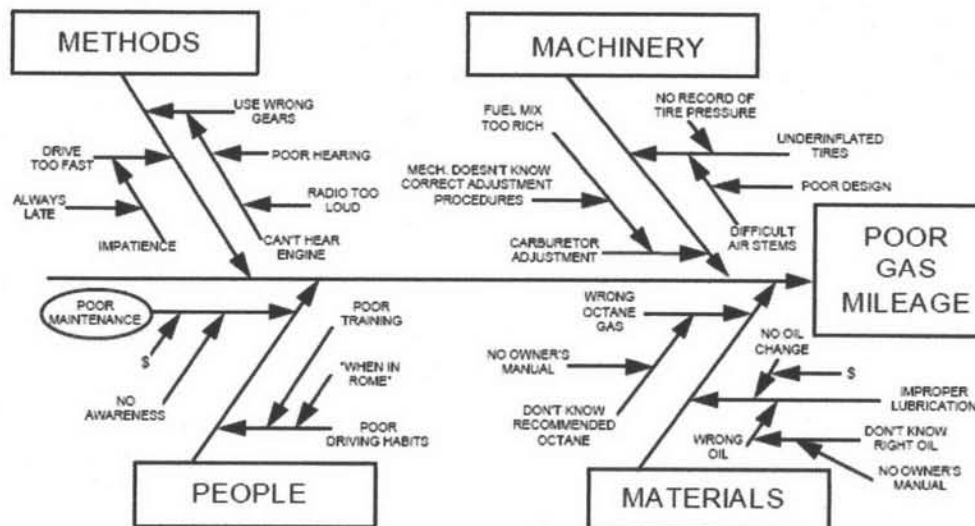 METHODS
MACHINERY
USE WRONG
GEARS
DRIVE
TOO FAST
POOR HEARING
ALWAYS
LATE
RADIO TOO
LOUD
IMPATIENCE
CAN'T HEAR
ENGINE
FUEL MIX
TOO RICH
NO RECORD OF
TIRE PRESSURE
UNDERINFLATED
TIRES
MECH. DOESN'T KNOW
CORRECT ADJUSTMENT
PROCEDURES
POOR DESIGN
CARBURETOR
ADJUSTMENT
DIFFICULT
AIR STEMS
POOR
GAS
MILEAGE
POOR
MAINTENANCE
$
NO
AWARENESS
POOR
TRAINING
"WHEN IN
ROME"
POOR
DRIVING HABITS
WRONG
OCTANE
GAS
NO OWNER'S
MANUAL
DON'T KNOW
RECOMMENDED
OCTANE
NO OIL
CHANGE
$
IMPROPER
LUBRICATION
WRONG
OIL
DON'T KNOW
RIGHT OIL
NO OWNER'S
MANUAL
PEOPLE
MATERIALS